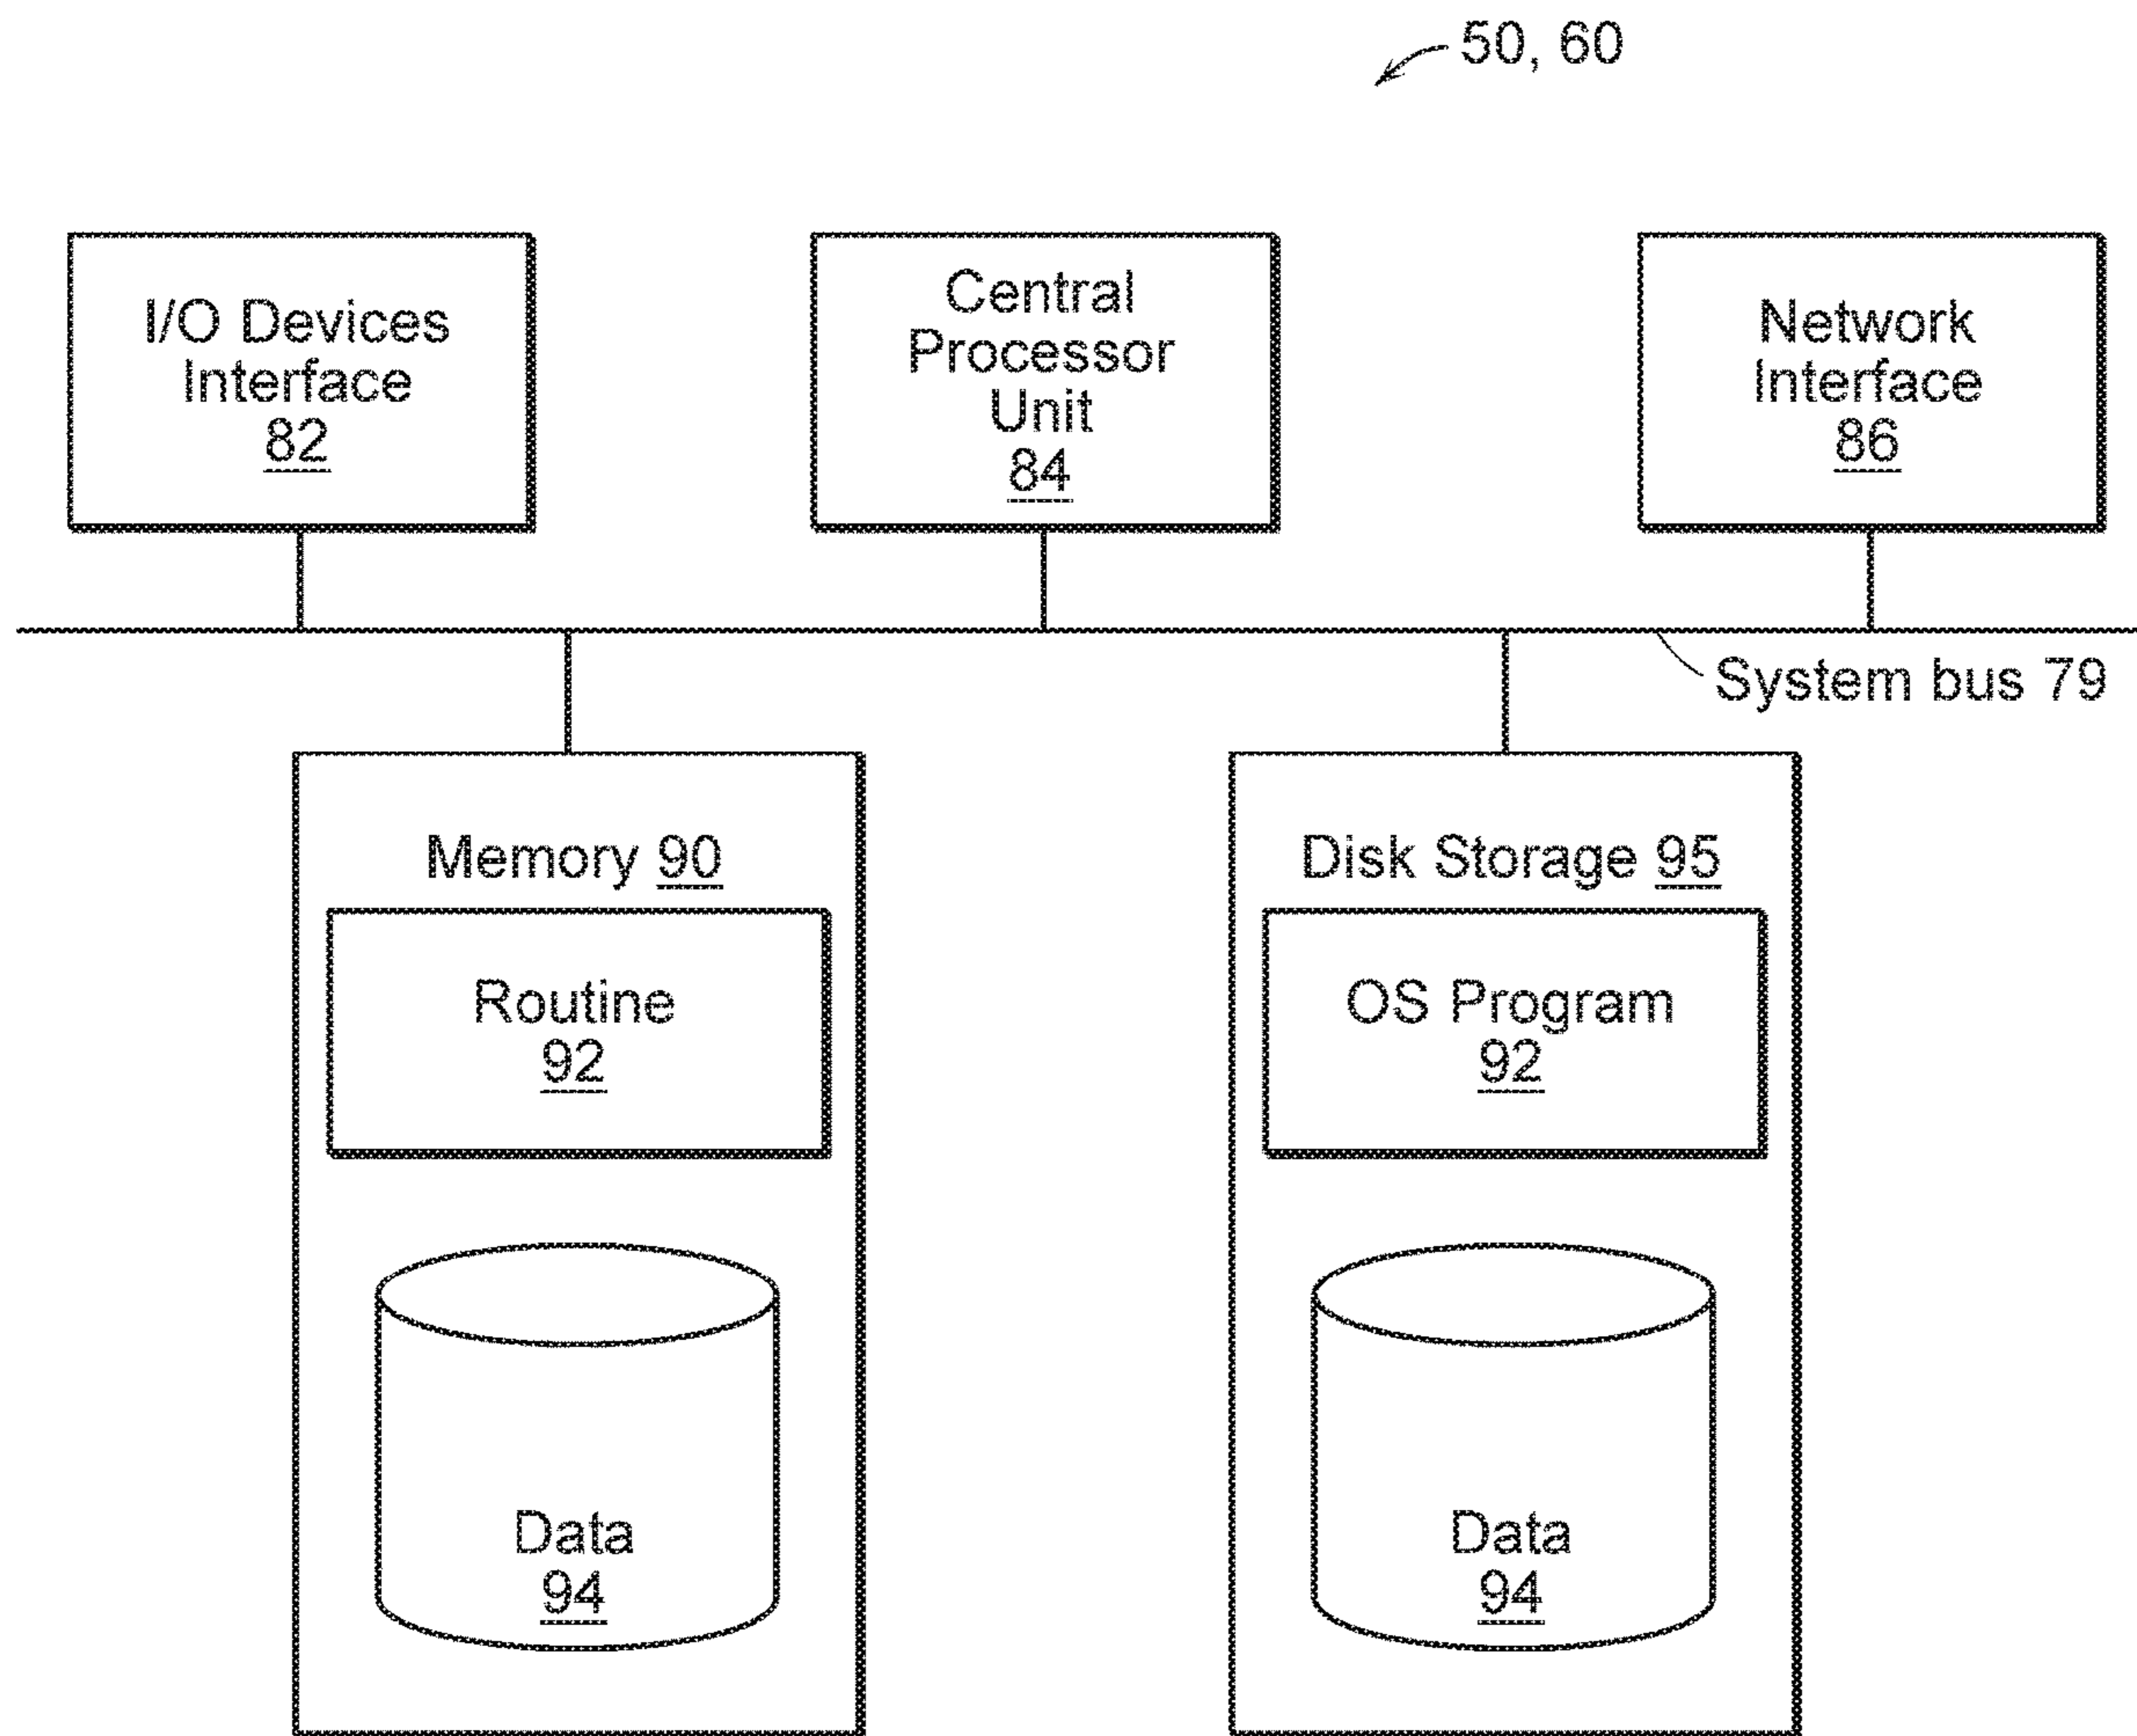 50, 60
I/O Devices
Interface
82
Central
Processor
Unit
84
Network
Interface
86
System bus 79
Memory 90
Routine
92
Data
94
Disk Storage 95
OS Program
92
Data
94